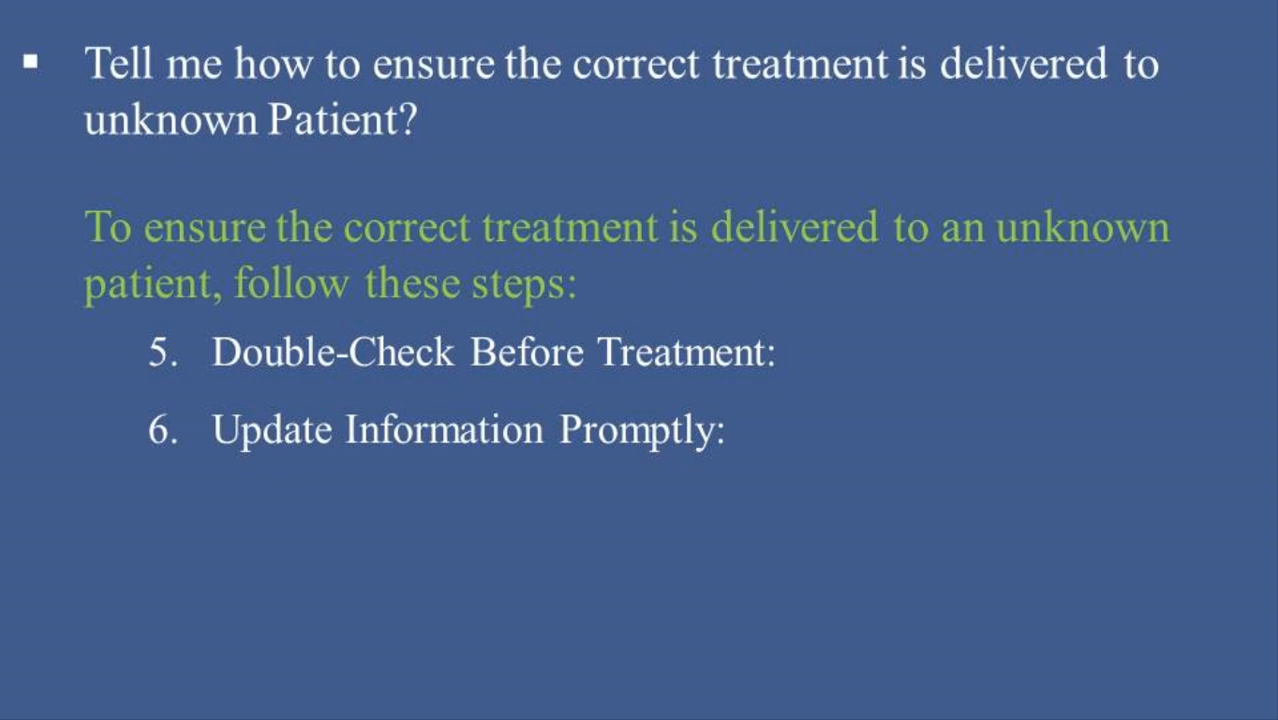 ▪ Tell me how to ensure the correct treatment is delivered to
unknown Patient?
To ensure the correct treatment is delivered to an unknown
patient, follow these steps:
5. Double-Check Before Treatment:
6. Update Information Promptly: